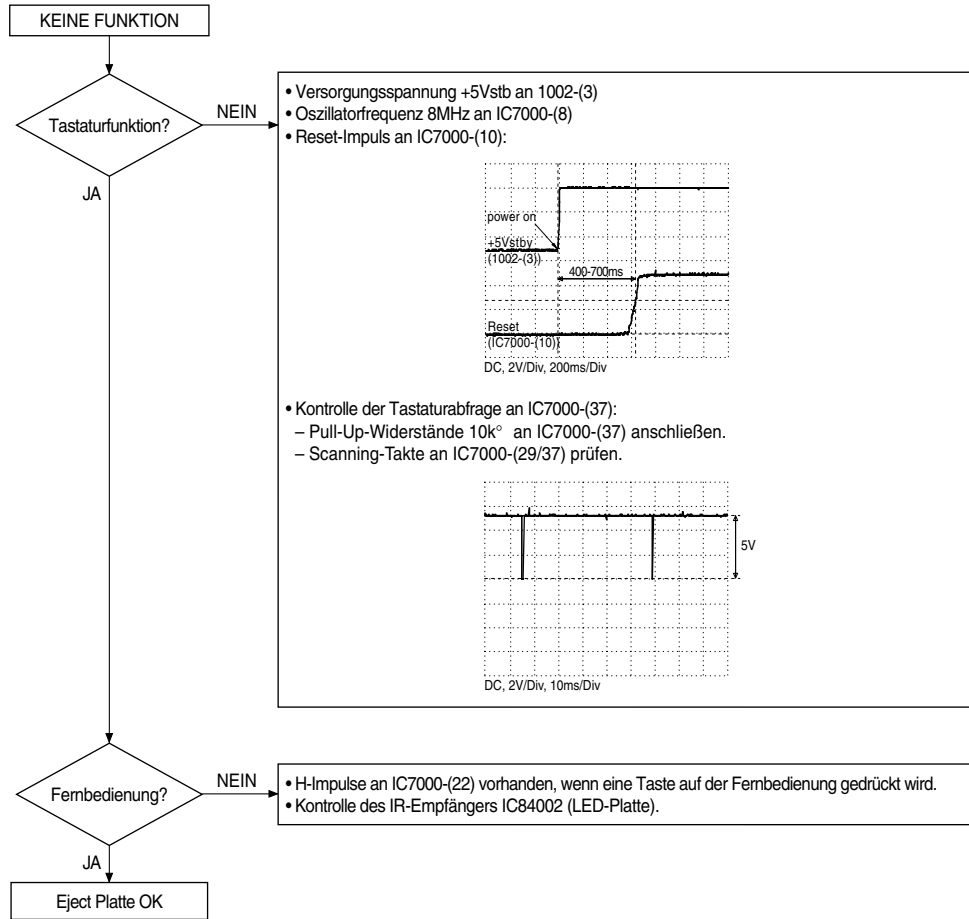 KEINE FUNKTION
Tastaturfunktion?
NEIN
JA
• Versorgungsspannung +5Vstb an 1002-(3)
• Oszillatorfrequenz 8MHz an IC7000-(8)
• Reset-Impuls an IC7000-(10):
power on
+5Vstby
(1002-(3))
400-700ms
Reset
(IC7000-(10))
DC, 2V/Div, 200ms/Div
• Kontrolle der Tastaturabfrage an IC7000-(37):
– Pull-Up-Widerstände 10k° an IC7000-(37) anschließen.
– Scanning-Takte an IC7000-(29/37) prüfen.
5V
DC, 2V/Div, 10ms/Div
Fernbedienung?
NEIN
• H-Impulse an IC7000-(22) vorhanden, wenn eine Taste auf der Fernbedienung gedrückt wird.
• Kontrolle des IR-Empfängers IC84002 (LED-Platte).
JA
Eject Platte OK